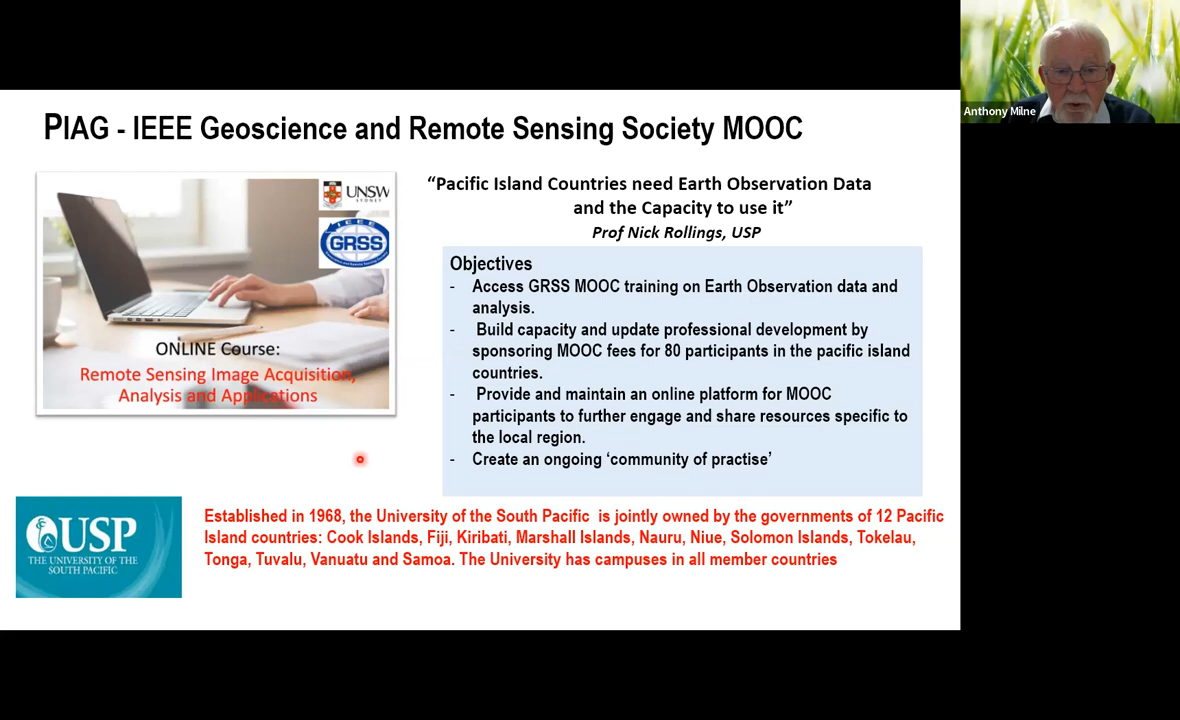 Anthony Milne
PIAG - IEEE Geoscience and Remote Sensing Society MOOC
UNSW
SYDNEY
IEEE
GRSS
ONLINE Course:
Remote Sensing Image Acquisition,
Analysis and Applications
“Pacific Island Countries need Earth Observation Data
and the Capacity to use it”
Prof Nick Rollings, USP
Objectives
- Access GRSS MOOC training on Earth Observation data and
analysis.
- Build capacity and update professional development by
sponsoring MOOC fees for 80 participants in the pacific island
countries.
- Provide and maintain an online platform for MOOC
participants to further engage and share resources specific to
the local region.
- Create an ongoing ‘community of practise’
USP
THE UNIVERSITY OF THE
SOUTH PACIFIC
Established in 1968, the University of the South Pacific  is jointly owned by the governments of 12 Pacific
Island countries: Cook Islands, Fiji, Kiribati, Marshall Islands, Nauru, Niue, Solomon Islands, Tokelau,
Tonga, Tuvalu, Vanuatu and Samoa. The University has campuses in all member countries